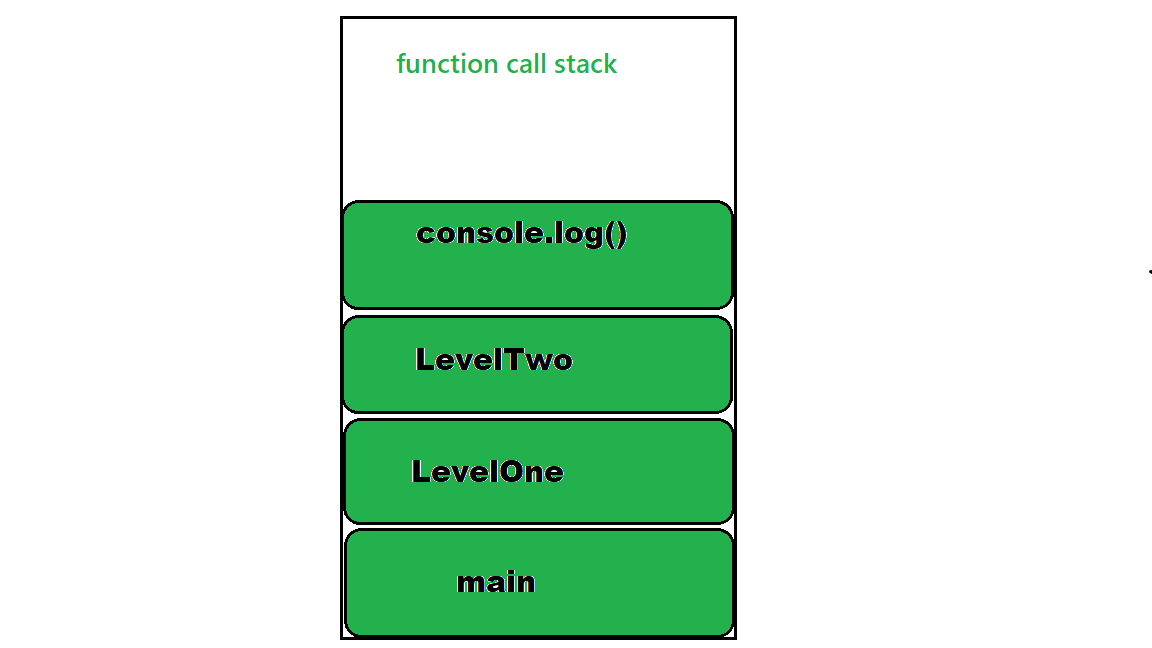 function call stack
console.log()
LevelTwo
LevelOne
main